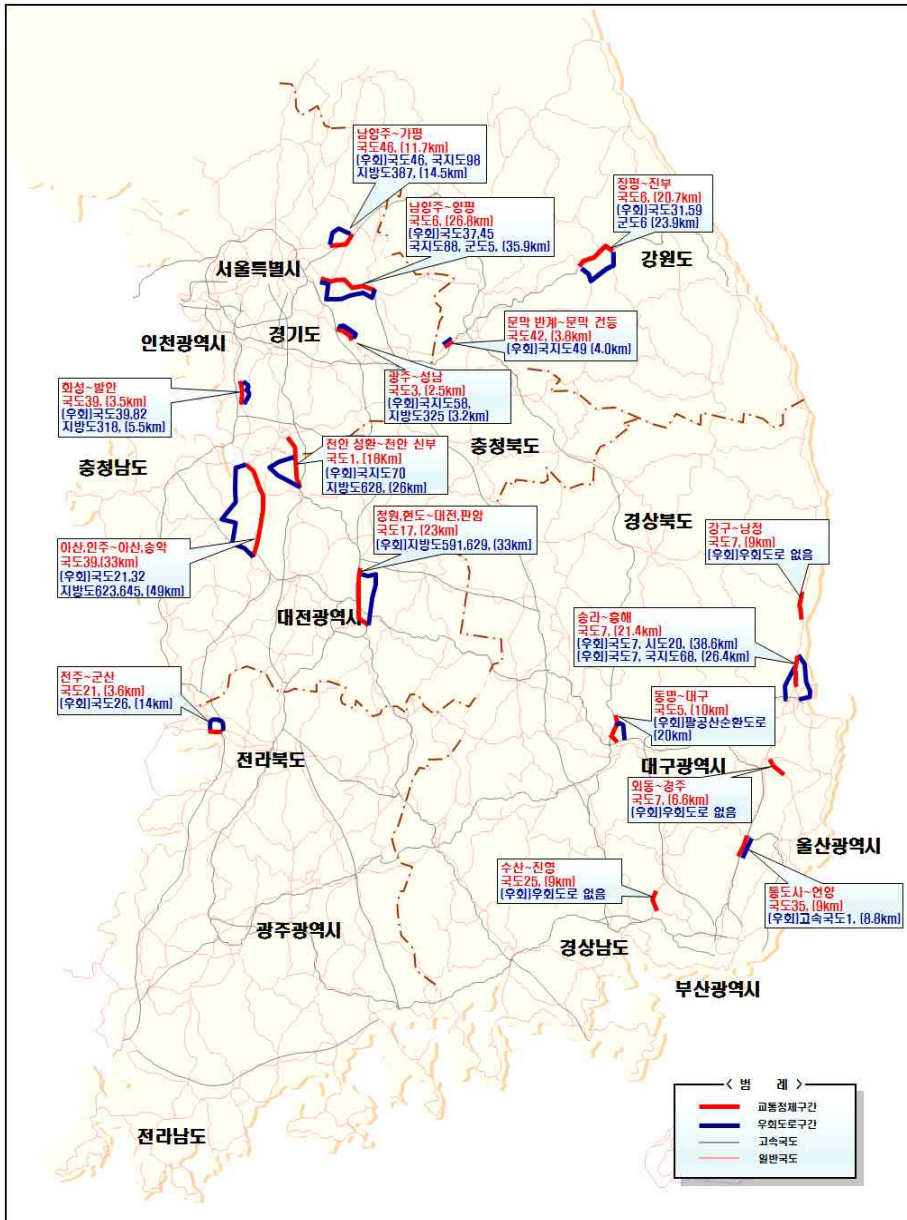 남양주~가평
국도46, (11.7km)
(우회)국도46, 국지도98
지방도387, (14.5km)
남양주~양평
국도6, (26.8km)
(우회)국도37,45
국지도88, 군도5, (35.9km)
장평~진부
국도6, (20.7km)
(우회)국도31,59
군도6 (23.9km)
서울특별시
강원도
인천광역시
경기도
문막 반계~문막 건등
국도42, (3.8km)
(우회)국지도49 (4.0km)
광주~성남
국도3, (2.5km)
(우회)국지도58,
지방도325 (3.2km)
화성~발안
국도39, (3.5km)
(우회)국도39,82
지방도318, (5.5km)
충청남도
천안 성환~천안 신부
국도1, (18Km)
(우회)국지도70
지방도628, (26km)
충청북도
경상북도
청원,현도~대전,판암
국도17, (23km)
(우회)지방도591,629, (33km)
강구~남정
국도7, (9km)
(우회)우회도로 없음
아산,인주~아산,송악
국도39,(33km)
(우회)국도21,32
지방도623,645, (49km)
대전광역시
송라~흥해
국도7, (21.4km)
(우회)국도7, 시도20, (38.6km)
(우회)국도7, 국지도68, (26.4km)
전주~군산
국도21, (3.6km)
(우회)국도26, (14km)
동명~대구
국도5, (10km)
(우회)팔공산순환도로
(20km)
전라북도
대구광역시
외동~경주
국도7, (6.6km)
(우회)우회도로 없음
울산광역시
수산~진영
국도25, (9km)
(우회)우회도로 없음
통도사~언양
국도35, (9km)
(우회)고속국도1, (8.8km)
광주광역시
경상남도
부산광역시
전라남도
< 범 례 >
교통정체구간
우회도로구간
고속국도
일반국도